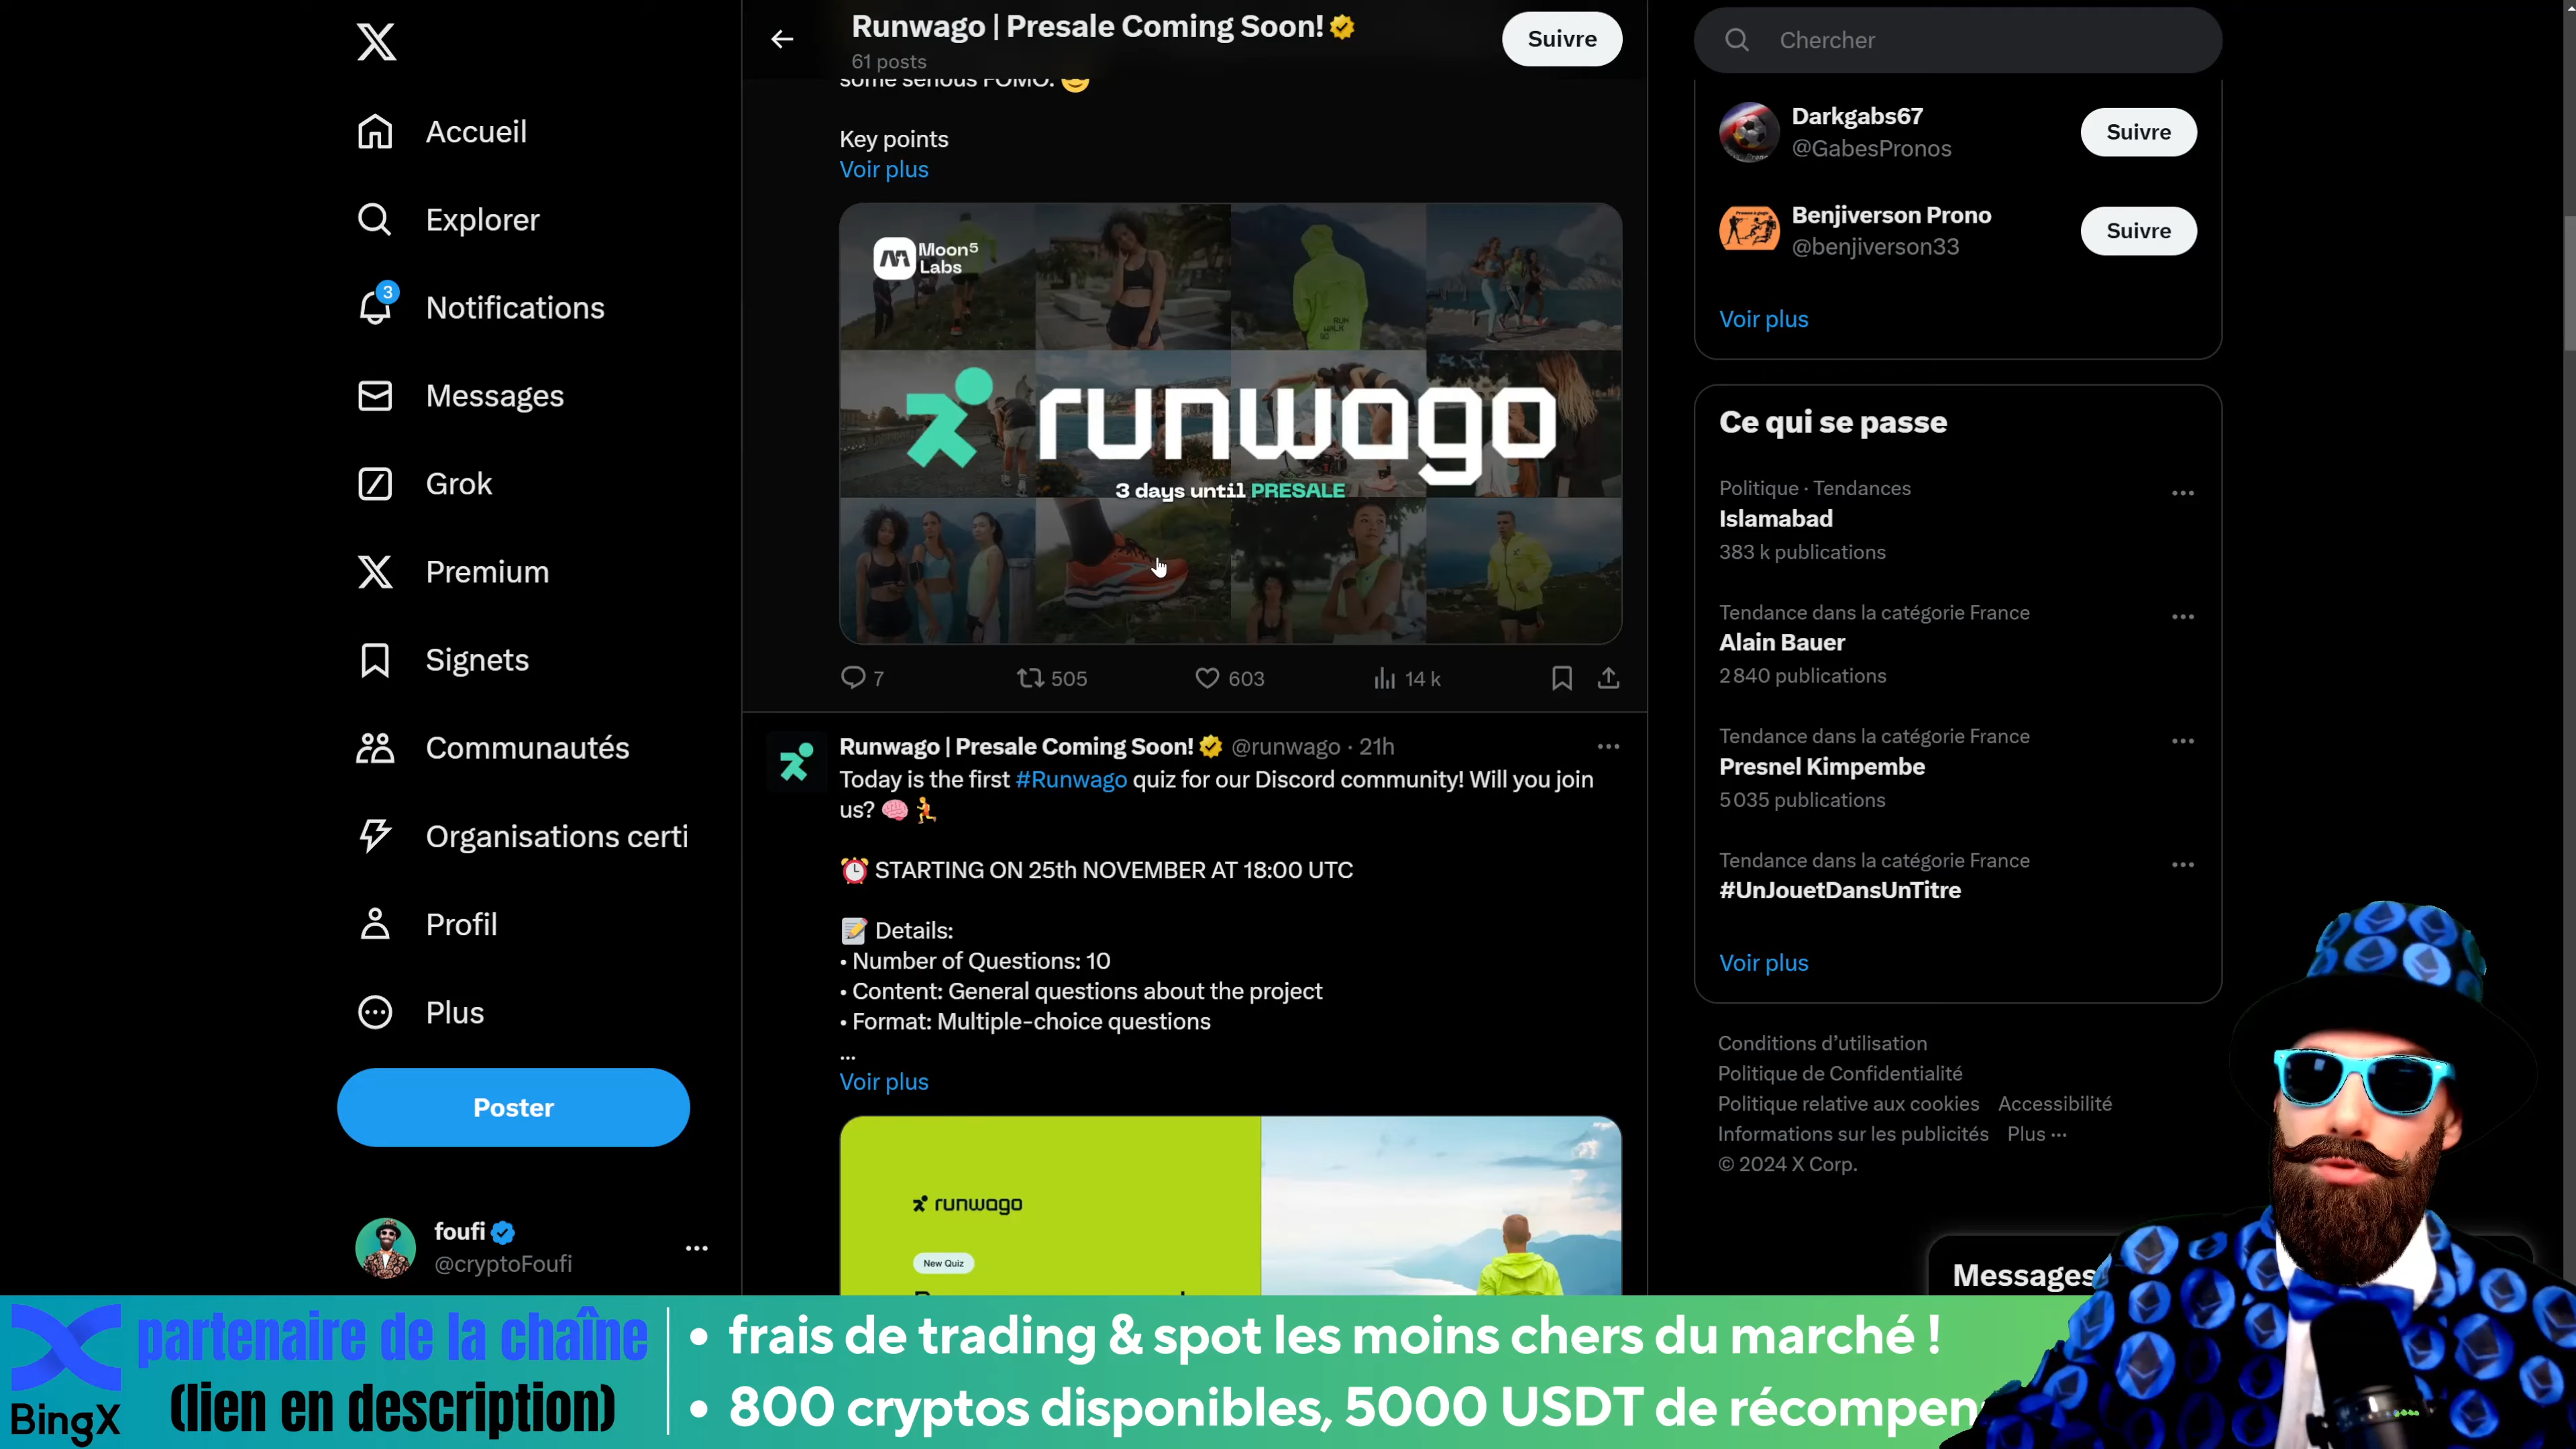 Runwago | Presale Coming Soon!
61 posts
Suivre
Chercher
Accueil
Explorer
3
Notifications
Messages
Grok
Premium
Signets
Communautés
Organisations certi
Profil
Plus
Poster
foufi
@cryptoFoufi
some serious FOMO.
Key points
Voir plus
Moon5
Labs
RUN
WALK
GO
runwago
3 days until PRESALE
7
505
603
14 k
Runwago | Presale Coming Soon! @runwago · 21h
Today is the first #Runwago quiz for our Discord community! Will you join
us?
STARTING ON 25th NOVEMBER AT 18:00 UTC
Details:
• Number of Questions: 10
• Content: General questions about the project
• Format: Multiple-choice questions
...
Voir plus
runwago
New Quiz
Darkgabs67
@GabesPronos
Suivre
Benjiverson Prono
@benjiverson33
Suivre
Voir plus
Ce qui se passe
Politique · Tendances
Islamabad
383 k publications
Tendance dans la catégorie France
Alain Bauer
2 840 publications
Tendance dans la catégorie France
Presnel Kimpembe
5 035 publications
Tendance dans la catégorie France
#UnJouetDansUnTitre
Voir plus
Conditions d'utilisation
Politique de Confidentialité
Politique relative aux cookies Accessibilité
Informations sur les publicités Plus ...
© 2024 X Corp.
Messages
BingX
partenaire de la chaîne
(lien en description)
• frais de trading & spot les moins chers du marché !
• 800 cryptos disponibles, 5000 USDT de récompen